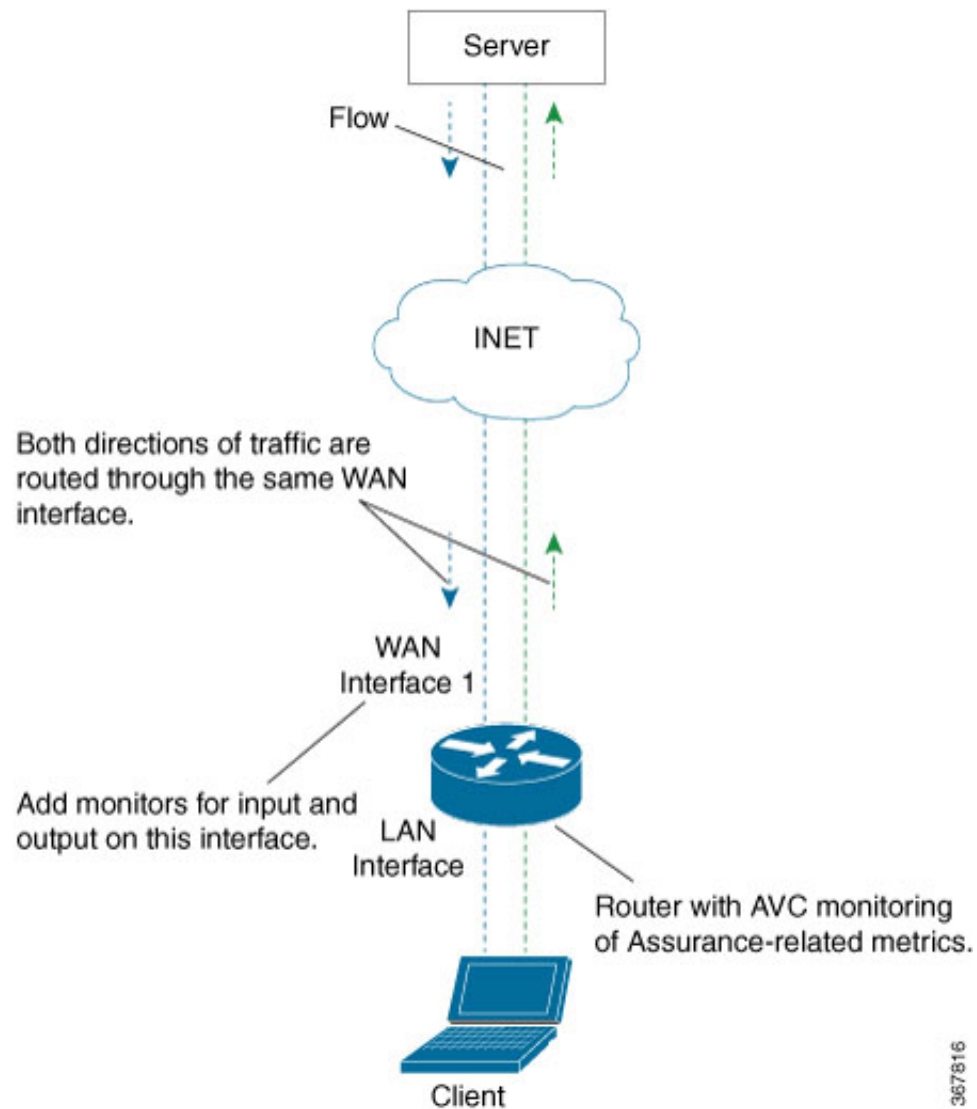 Server
Flow
INET
Both directions of traffic are
routed through the same WAN
interface.
WAN
Interface 1
Add monitors for input and
output on this interface.
LAN
Interface
Router with AVC monitoring
of Assurance-related metrics.
Client
367816